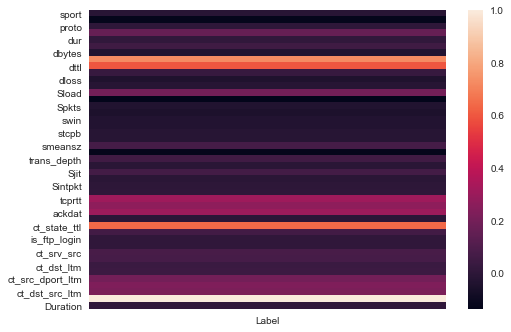 sport
proto
dur
dbytes
dttl
dloss
Sload
Spkts
swin
stcpb
smeansz
trans_depth
Sjit
Sintpkt
tcprtt
ackdat
ct_state_ttl
is_ftp_login
ct_srv_src
ct_dst_ltm
ct_src_dport_ltm
ct_dst_src_ltm
Duration
Label
1.0
0.8
0.6
0.4
0.2
0.0